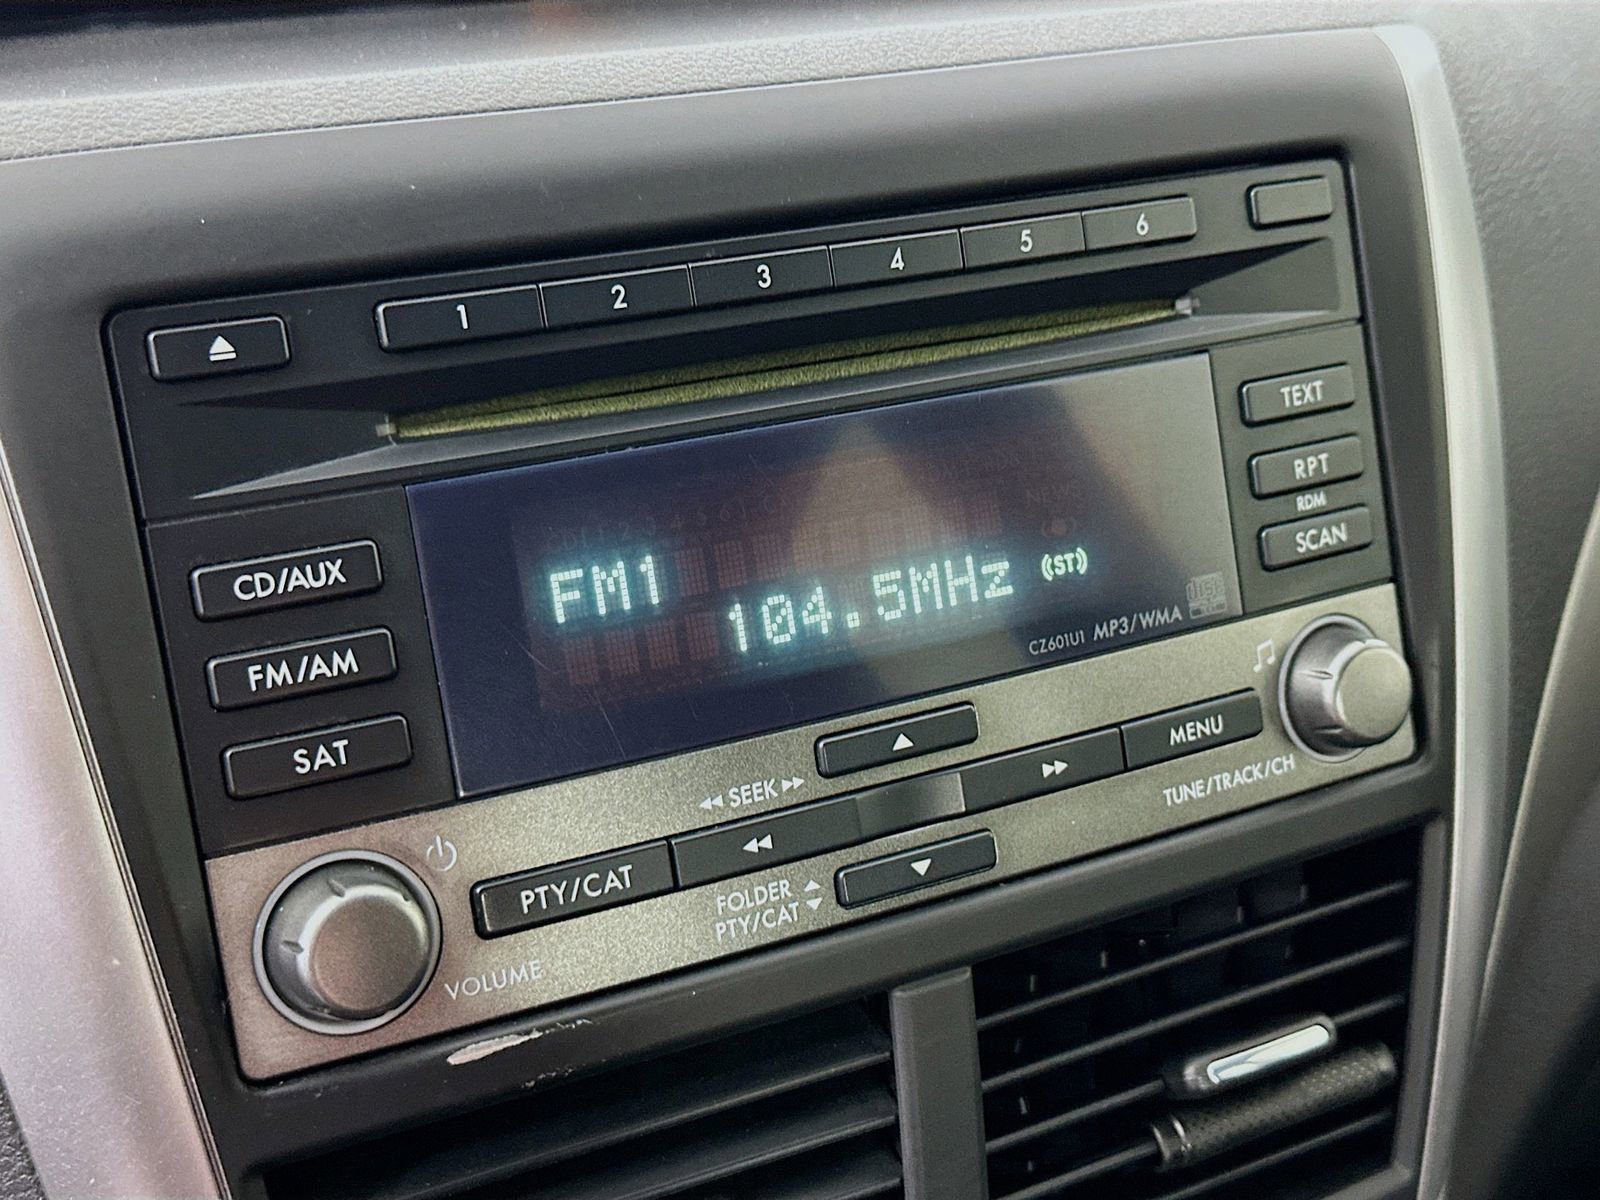 1 2 3 4 5 6
TEXT
RPT
RDM
SCAN
CD/AUX
FM/AM
SAT
FM1
104.5MHz
ST
CZ601U1 MP3/WMA
disc
SEEK
MENU
TUNE/TRACK/CH
PTY/CAT
FOLDER
PTY/CAT
VOLUME